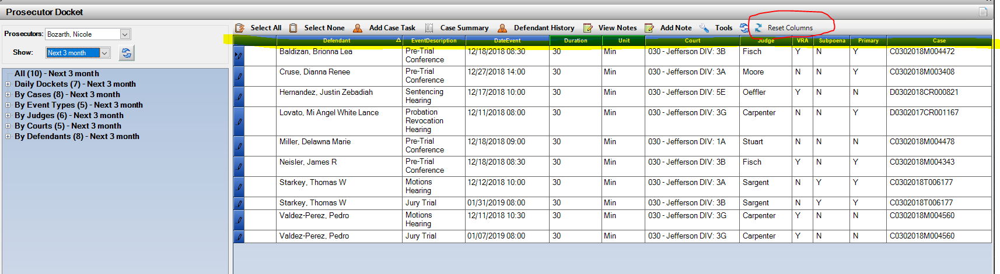 Prosecutor Docket
Prosecutors: Bozarth, Nicole
Show: Next 3 month
All (10) - Next 3 month
Daily Dockets (7) - Next 3 month
By Cases (8) - Next 3 month
By Event Types (5) - Next 3 month
By Judges (6) - Next 3 month
By Courts (5) - Next 3 month
By Defendants (8) - Next 3 month
Select All Select None Add Case Task Case Summary Defendant History View Notes Add Note Tools Reset Columns
Defendant EventDescription DateEvent Duration Unit Court Judge VRA Subpoena Primary Case
Baldizan, Brionna Lea Pre-Trial 12/18/2018 08:30 30 Min 030 - Jefferson DIV: 3B Fisch Y N Y C0302018M004472
Conference
Cruse, Dianna Renee Pre-Trial 12/27/2018 14:00 30 Min 030 - Jefferson DIV: 3A Moore N N Y C0302018M003408
Conference
Hernandez, Justin Zebadiah Sentencing 12/17/2018 10:00 30 Min 030 - Jefferson DIV: 5E Oeffler Y N N D0302018CR000821
Hearing
Lovato, Mi Angel White Lance Probation 12/11/2018 08:00 30 Min 030 - Jefferson DIV: 3G Carpenter N N Y D0302017CR001167
Revocation
Hearing
Miller, Delawna Marie Pre-Trial 12/18/2018 09:00 30 Min 030 - Jefferson DIV: 1A Stuart N N N C0302018M004478
Conference
Neisler, James R Pre-Trial 12/18/2018 08:30 30 Min 030 - Jefferson DIV: 3B Fisch Y N Y C0302018M004343
Conference
Starkey, Thomas W Motions 12/12/2018 10:00 30 Min 030 - Jefferson DIV: 3A Sargent N Y Y C0302018T006177
Hearing
Starkey, Thomas W Jury Trial 01/31/2019 08:00 30 Min 030 - Jefferson DIV: 3B Sargent N Y Y C0302018T006177
Valdez-Perez, Pedro Motions 12/11/2018 10:30 30 Min 030 - Jefferson DIV: 3G Carpenter Y N N C0302018M004560
Hearing
Valdez-Perez, Pedro Jury Trial 01/07/2019 08:00 30 Min 030 - Jefferson DIV: 3G Carpenter Y N N C0302018M004560